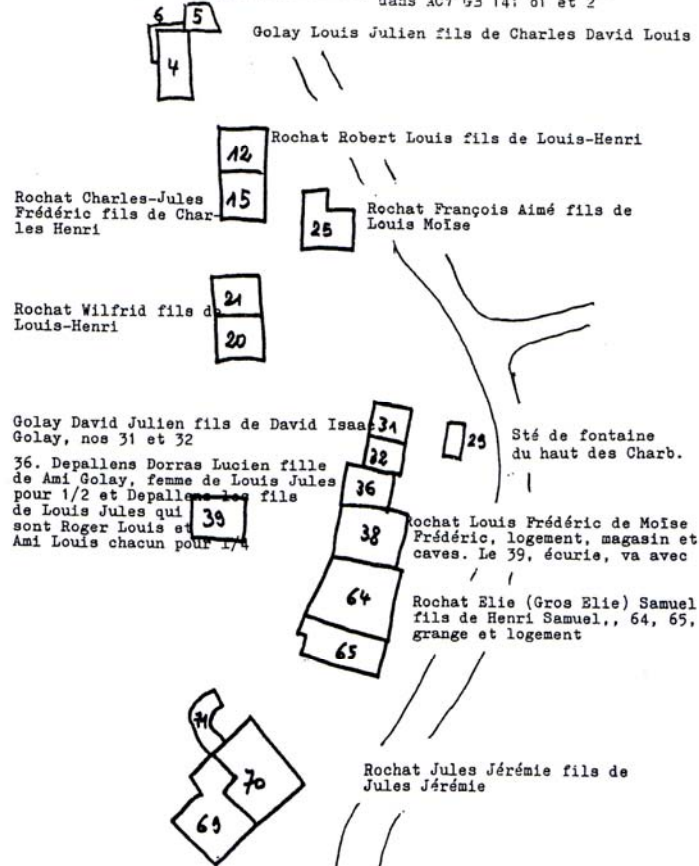 dans AC7 G3 141 61 et 2
6 5
4
Golay Louis Julien fils de Charles David Louis
12
Rochat Robert Louis fils de Louis-Henri
15
Rochat Charles-Jules
Frédéric fils de Char-
les Henri
25
Rochat François Aimé fils de
Louis Moïse
21
20
Rochat Wilfrid fils de
Louis-Henri
Golay David Julien fils de David Isaac
Golay, nos 31 et 32
31
32
29
Sté de fontaine
du haut des Charb.
36. Depallens Dorras Lucien fille
de Ami Golay, femme de Louis Jules
pour 1/2 et Depallens les fils
de Louis Jules qui
sont Roger Louis et
Ami Louis chacun pour 1/4
39
36
38
Rochat Louis Frédéric de Moïse
Frédéric, logement, magasin et
caves. Le 39, écurie, va avec
64
65
Rochat Elie (Gros Elie) Samuel
fils de Henri Samuel,, 64, 65,
grange et logement
71
70
69
Rochat Jules Jérémie fils de
Jules Jérémie